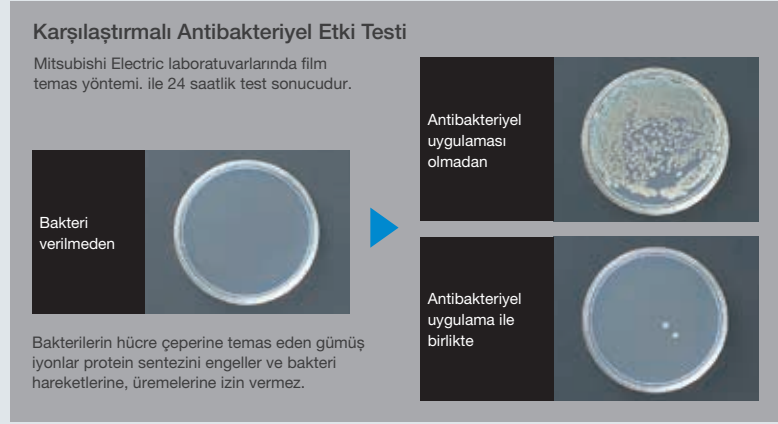 Karşılaştırmalı Antibakteriyel Etki Testi
Mitsubishi Electric laboratuvarlarında film
temas yöntemi. ile 24 saatlik test sonucudur.
Bakteri
verilmeden
Antibakteriyel
uygulaması
olmadan
Antibakteriyel
uygulama ile
birlikte
Bakterilerin hücre çeperine temas eden gümüş
iyonlar protein sentezini engeller ve bakteri
hareketlerine, üremelerine izin vermez.